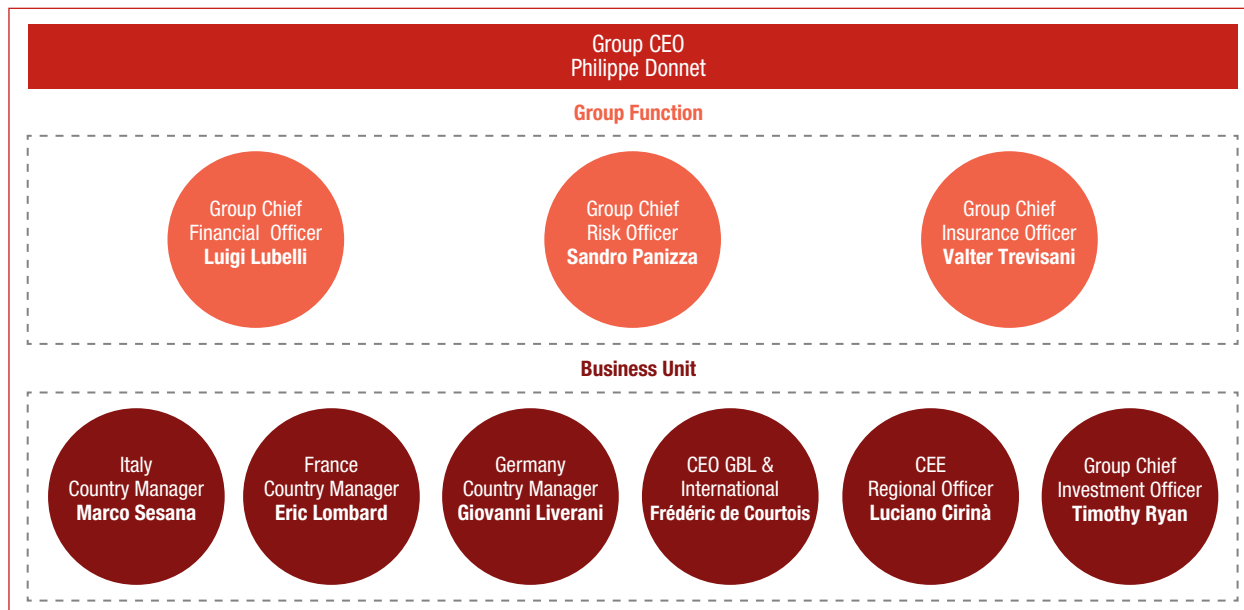 Group CEO
Philippe Donnet
Group Function
Group Chief
Financial Officer
Luigi Lubelli
Group Chief
Risk Officer
Sandro Panizza
Group Chief
Insurance Officer
Valter Trevisani
Business Unit
Italy
Country Manager
Marco Sesana
France
Country Manager
Eric Lombard
Germany
Country Manager
Giovanni Liverani
CEO GBL &
International
Frédéric de Courtois
CEE
Regional Officer
Luciano Cirinà
Group Chief
Investment Officer
Timothy Ryan